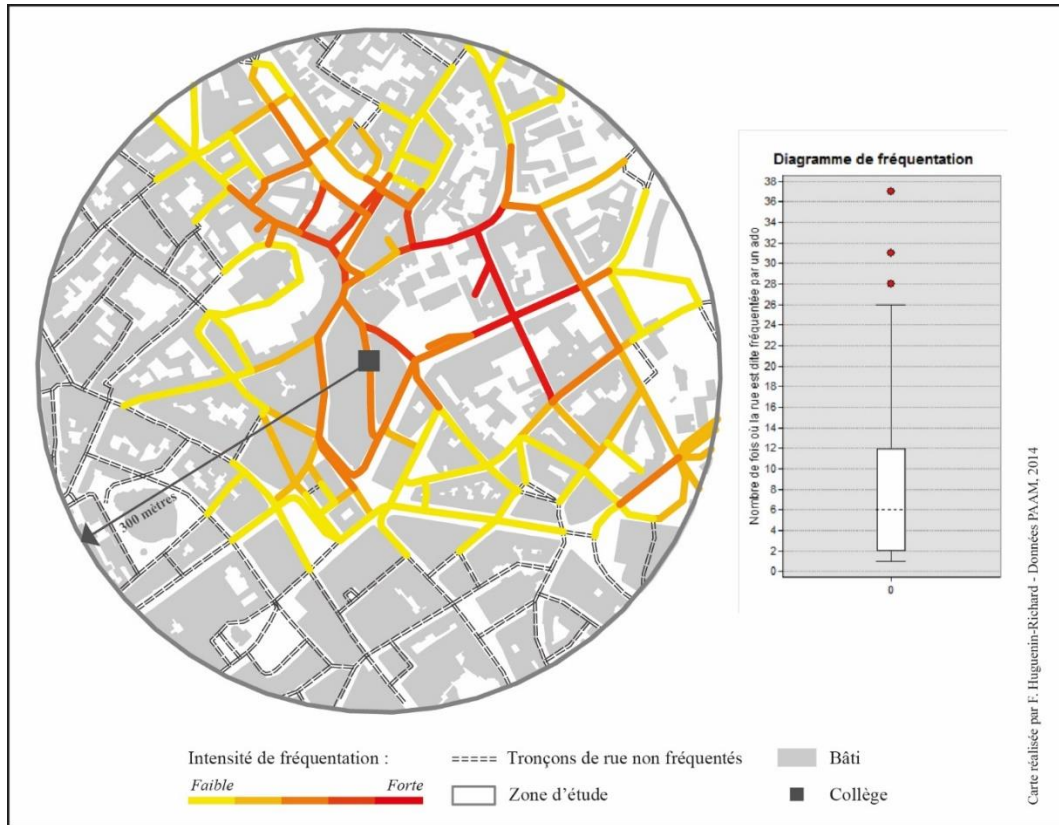 Diagramme de fréquentation
Nombre de fois où la rue est dite fréquentée par un ado
38
36
34
32
30
28
26
24
22
20
18
16
14
12
10
8
6
4
2
0
0
300 mètres
Intensité de fréquentation :
Faible
Forte
Tronçons de rue non fréquentés
Zone d'étude
Bâti
Collège
Carte réalisée par F. Huguenin-Richard - Données PAAM, 2014